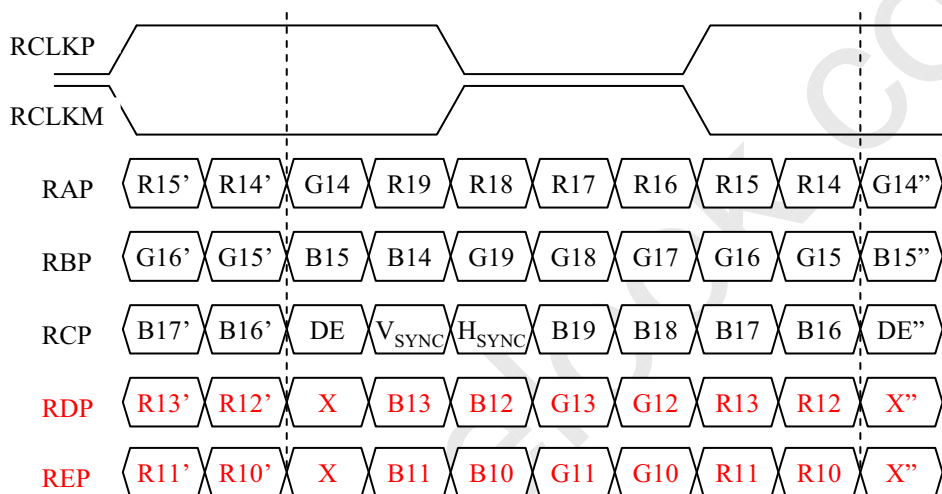 RCLKP
RCLKM
RAP R15’ R14’ G14 R19 R18 R17 R16 R15 R14 G14”
RBP G16’ G15’ B15 B14 G19 G18 G17 G16 G15 B15”
RCP B17’ B16’ DE VSYNC HSYNC B19 B18 B17 B16 DE”
RDP R13’ R12’ X B13 B12 G13 G12 R13 R12 X”
REP R11’ R10’ X B11 B10 G11 G10 R11 R10 X”